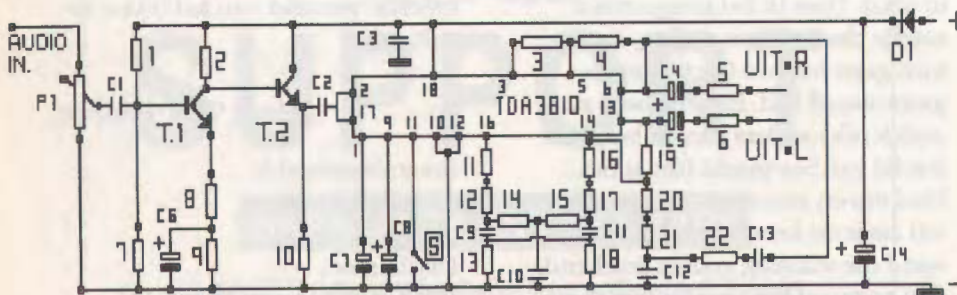 AUDIO
IN.
P1
C1
1
2
T.1
T.2
C2
C3
2
17
18
3
4
3
5
6
TDA3810
13
14
C4
C5
5
6
UIT·R
UIT·L
D1
+
1
9
11
10
12
16
11
12
14
15
16
17
19
20
21
22
C13
C14
C6
7
8
9
10
C7
C8
S
C9
13
C10
C11
18
C12
-